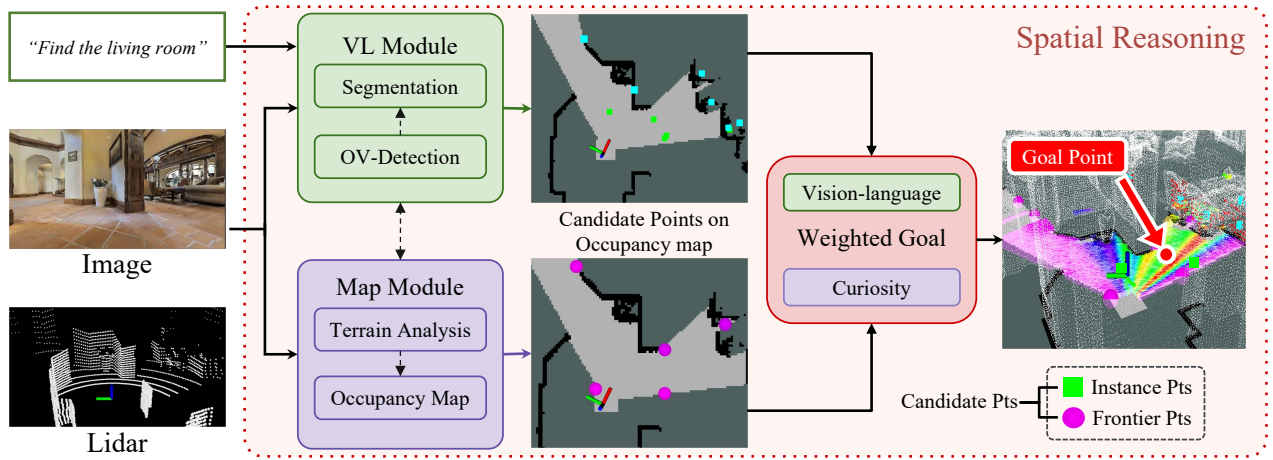 “Find the living room”
Image
Lidar
VL Module
Segmentation
OV-Detection
Map Module
Terrain Analysis
Occupancy Map
Candidate Points on
Occupancy map
Spatial Reasoning
Vision-language
Weighted Goal
Curiosity
Goal Point
Candidate Pts
Instance Pts
Frontier Pts